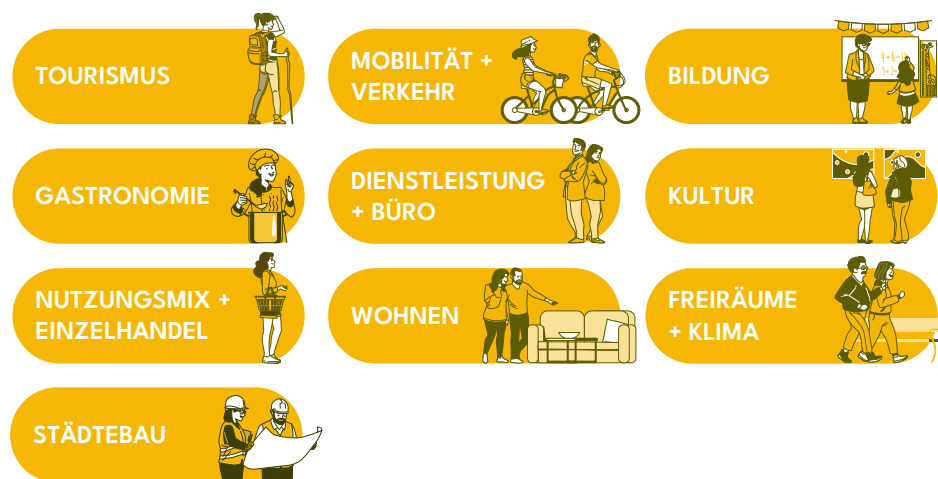 TOURISMUS
MOBILITÄT +
VERKEHR
BILDUNG
GASTRONOMIE
DIENSTLEISTUNG
+ BÜRO
KULTUR
NUTZUNGSMIX +
EINZELHANDEL
WOHNEN
FREIRÄUME
+ KLIMA
STÄDTEBAU